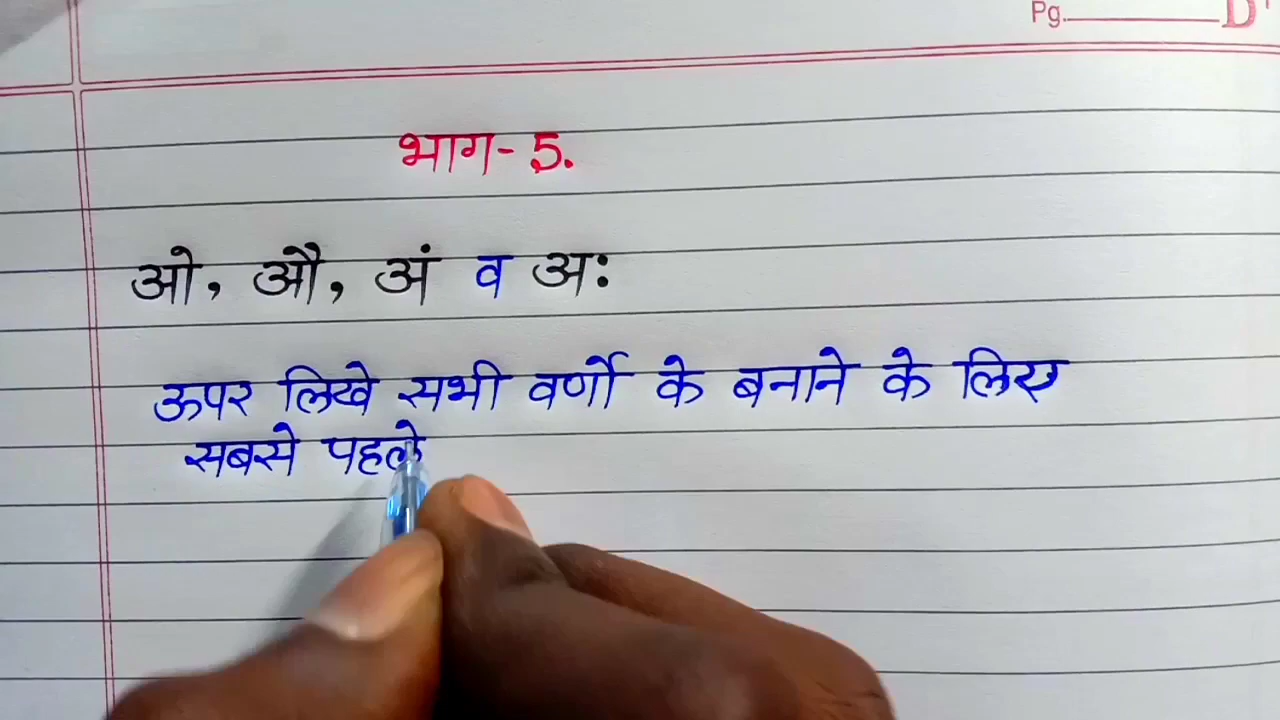 Pg.
भाग- 5.
ओ, औ, अं व अः
ऊपर लिखे सभी वर्णो के बनाने के लिए
सबसे पहले